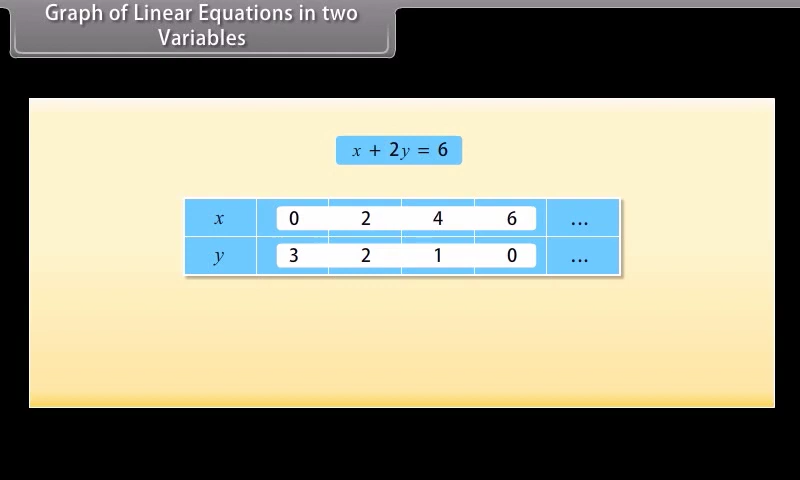 Graph of Linear Equations in two
Variables
x + 2y = 6
x 0 2 4 6 ...
y 3 2 1 0 ...